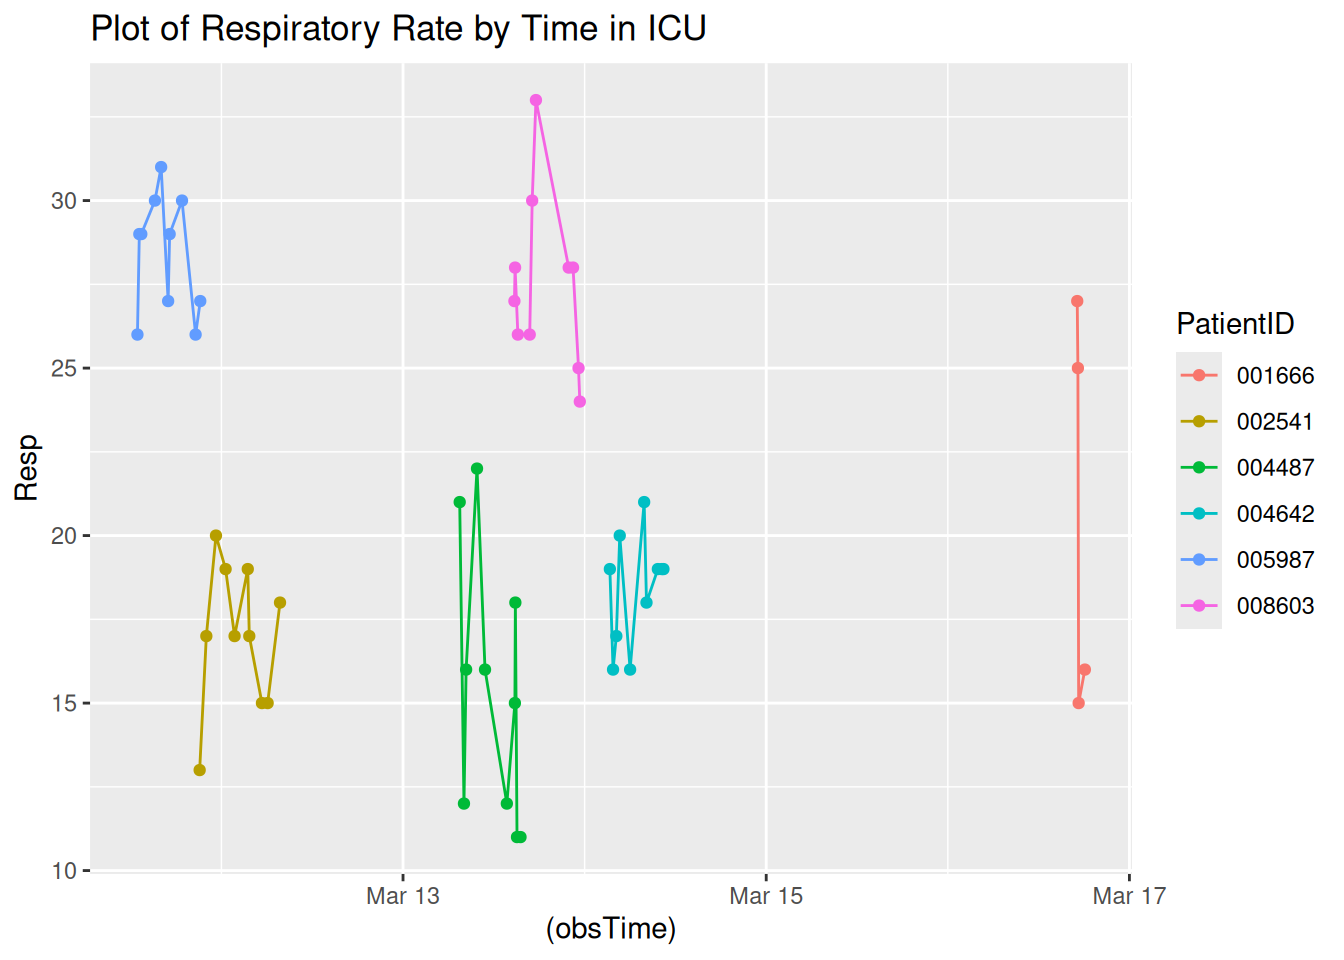 Plot of Respiratory Rate by Time in ICU
30
25
20
15
10
Resp
Mar 13
Mar 15
Mar 17
(obsTime)
PatientID
001666
002541
004487
004642
005987
008603